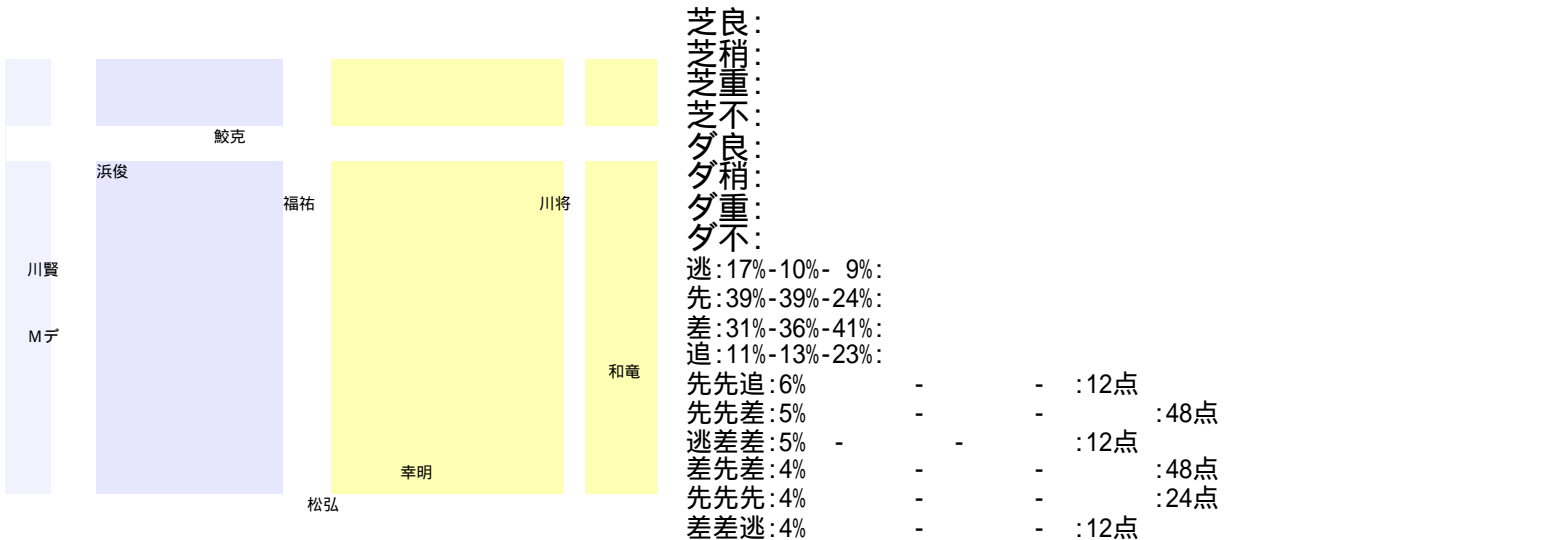 鮫克
浜俊
福祐
川将
川賢
Mデ
和竜
幸明
松弘
芝良:
芝稍:
芝重:
芝不:
ダ良:
ダ稍:
ダ重:
ダ不:
逃:17%-10%- 9%:
先:39%-39%-24%:
差:31%-36%-41%:
追:11%-13%-23%:
先先追:6% - - :12点
先先差:5% - - :48点
逃差差:5% - - :12点
差先差:4% - - :48点
先先先:4% - - :24点
差差逃:4% - - :12点